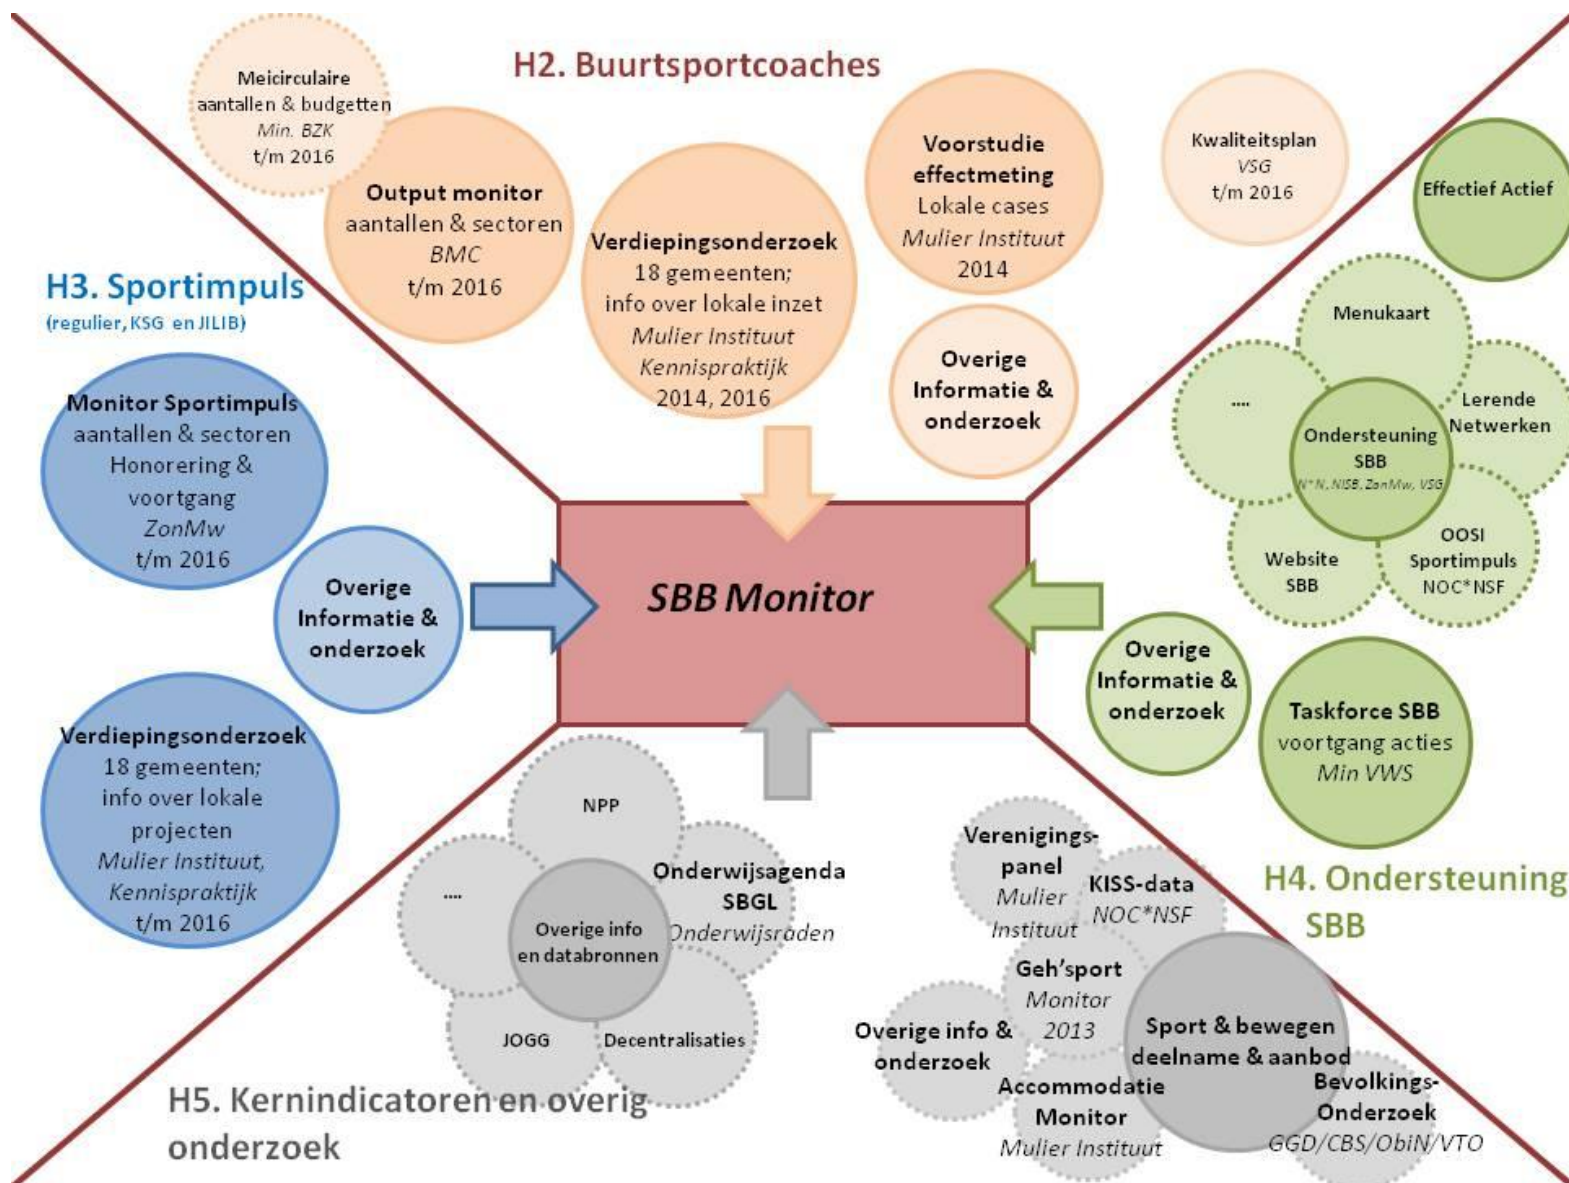 H2. Buurtsportcoaches
Meicirculaire
aantallen & budgetten
Min. BZK
t/m 2016
Output monitor
aantallen & sectoren
BMC
t/m 2016
Verdiepingsonderzoek
18 gemeenten;
info over lokale inzet
Mulier Instituut
Kennispraktijk
2014, 2016
Voorstudie
effectmeting
Lokale cases
Mulier Instituut
2014
Overige
Informatie &
onderzoek
Kwaliteitsplan
VSG
t/m 2016
H3. Sportimpuls
(regulier, KSG en JILIB)
Monitor Sportimpuls
aantallen & sectoren
Honorering &
voortgang
ZonMw
t/m 2016
Overige
Informatie &
onderzoek
Verdiepingsonderzoek
18 gemeenten;
info over lokale
projecten
Mulier Instituut,
Kennispraktijk
t/m 2016
SBB Monitor
Effectief Actief
Menukaart
....
Lerende
Netwerken
Ondersteuning
SBB
N*N, NISB, ZonMw, VSG
Website
SBB
OOSI
Sportimpuls
NOC*NSF
Overige
Informatie &
onderzoek
Taskforce SBB
voortgang acties
Min VWS
H4. Ondersteuning
SBB
NPP
....
Onderwijsagenda
SBGL
Onderwijsraden
Overige info
en databronnen
JOGG
Decentralisaties
H5. Kernindicatoren en overig
onderzoek
Verenigings-
panel
Mulier
Instituut
KISS-data
NOC*NSF
Geh'sport
Monitor
2013
Overige info &
onderzoek
Sport & bewegen
deelname & aanbod
Accommodatie
Monitor
Mulier Instituut
Bevolkings-
Onderzoek
GGD/CBS/ObiN/VTO